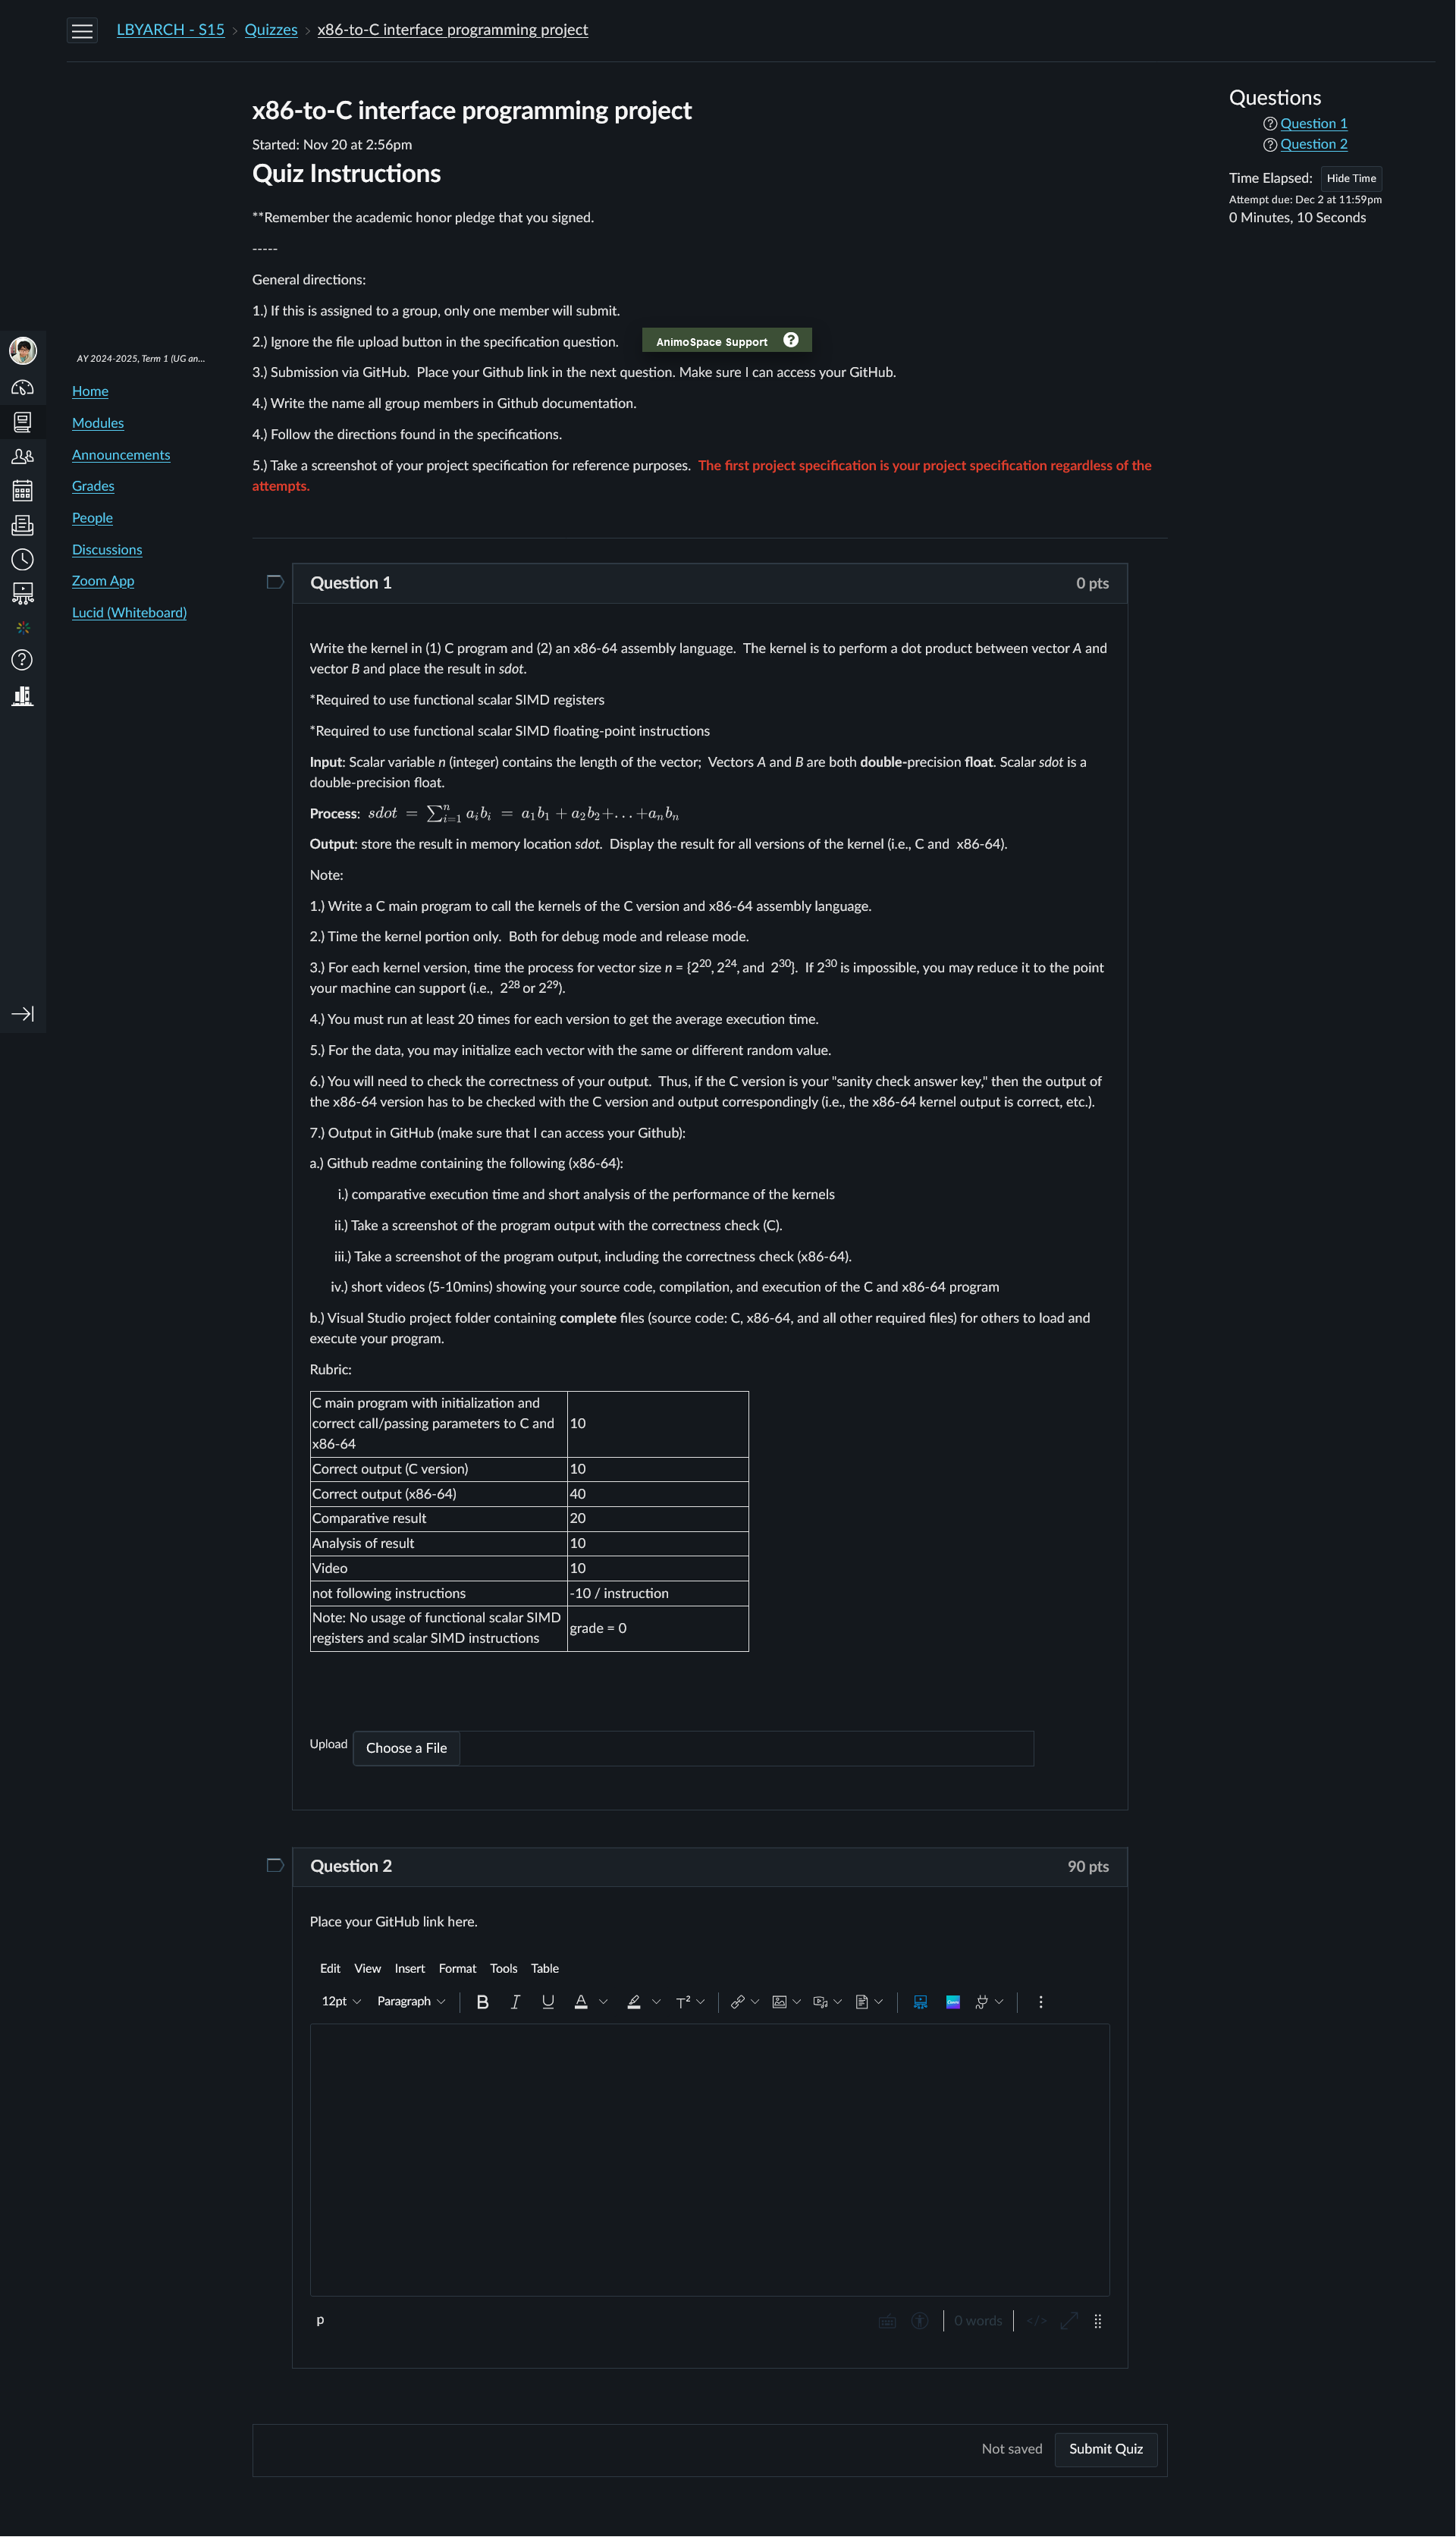 LBYARCH - S15 › Quizzes › x86-to-C interface programming project
x86-to-C interface programming project
Started: Nov 20 at 2:56pm
Quiz Instructions
**Remember the academic honor pledge that you signed.
-----
General directions:
1.) If this is assigned to a group, only one member will submit.
2.) Ignore the file upload button in the specification question.
AnimoSpace Support
3.) Submission via GitHub.  Place your Github link in the next question. Make sure I can access your GitHub.
4.) Write the name all group members in Github documentation.
4.) Follow the directions found in the specifications.
5.) Take a screenshot of your project specification for reference purposes.  The first project specification is your project specification regardless of the
attempts.
Questions
Question 1
Question 2
Time Elapsed: Hide Time
Attempt due: Dec 2 at 11:59pm
0 Minutes, 10 Seconds
AY 2024-2025, Term 1 (UG an...
Home
Modules
Announcements
Grades
People
Discussions
Zoom App
Lucid (Whiteboard)
Question 1 0 pts
Write the kernel in (1) C program and (2) an x86-64 assembly language.  The kernel is to perform a dot product between vector A and
vector B and place the result in sdot.
*Required to use functional scalar SIMD registers
*Required to use functional scalar SIMD floating-point instructions
Input: Scalar variable n (integer) contains the length of the vector;  Vectors A and B are both double-precision float. Scalar sdot is a
double-precision float.
Process: sdot = ∑ⁿᵢ₌₁ aᵢbᵢ = a₁b₁ + a₂b₂+...+aₙbₙ
Output: store the result in memory location sdot.  Display the result for all versions of the kernel (i.e., C and  x86-64).
Note:
1.) Write a C main program to call the kernels of the C version and x86-64 assembly language.
2.) Time the kernel portion only.  Both for debug mode and release mode.
3.) For each kernel version, time the process for vector size n = {2²⁰, 2²⁴, and  2³⁰}.  If 2³⁰ is impossible, you may reduce it to the point
your machine can support (i.e.,  2²⁸ or 2²⁹).
4.) You must run at least 20 times for each version to get the average execution time.
5.) For the data, you may initialize each vector with the same or different random value.
6.) You will need to check the correctness of your output.  Thus, if the C version is your "sanity check answer key," then the output of
the x86-64 version has to be checked with the C version and output correspondingly (i.e., the x86-64 kernel output is correct, etc.).
7.) Output in GitHub (make sure that I can access your Github):
a.) Github readme containing the following (x86-64):
i.) comparative execution time and short analysis of the performance of the kernels
ii.) Take a screenshot of the program output with the correctness check (C).
iii.) Take a screenshot of the program output, including the correctness check (x86-64).
iv.) short videos (5-10mins) showing your source code, compilation, and execution of the C and x86-64 program
b.) Visual Studio project folder containing complete files (source code: C, x86-64, and all other required files) for others to load and
execute your program.
Rubric:
C main program with initialization and
correct call/passing parameters to C and
x86-64
10
Correct output (C version) 10
Correct output (x86-64) 40
Comparative result 20
Analysis of result 10
Video 10
not following instructions -10 / instruction
Note: No usage of functional scalar SIMD
registers and scalar SIMD instructions
grade = 0
Upload Choose a File
Question 2 90 pts
Place your GitHub link here.
Edit View Insert Format Tools Table
12pt Paragraph B I U A T²
p 0 words </>
Not saved Submit Quiz